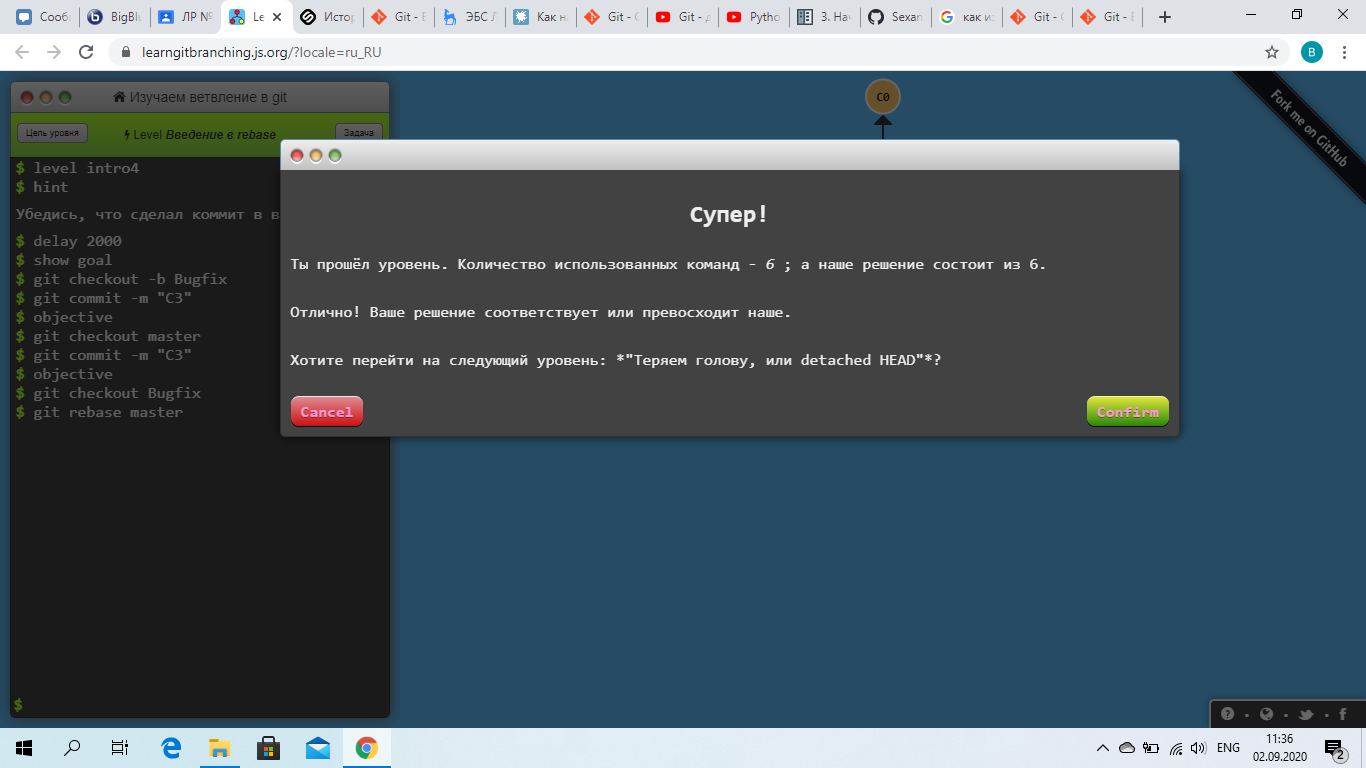 Сооб
BigBl
ЛР №
Le
Истор
Git - 
ЭБС Л
Как н
Git - 
Git - 
Pytho
3. На
Sexan
как и
Git - 
Git - 
learngitbranching.js.org/?locale=ru_RU
B
Изучаем ветвление в git
Цель уровня
Level Введение в rebase
Задача
$ level intro4
$ hint
Убедись, что сделал коммит в в
$ delay 2000
$ show goal
$ git checkout -b Bugfix
$ git commit -m "C3"
$ objective
$ git checkout master
$ git commit -m "C3"
$ objective
$ git checkout Bugfix
$ git rebase master
$
C0
Fork me on GitHub
Супер!
Ты прошёл уровень. Количество использованных команд - 6 ; а наше решение состоит из 6.
Отлично! Ваше решение соответствует или превосходит наше.
Хотите перейти на следующий уровень: *"Теряем голову, или detached HEAD"*?
Cancel
Confirm
ENG
11:36
02.09.2020
2